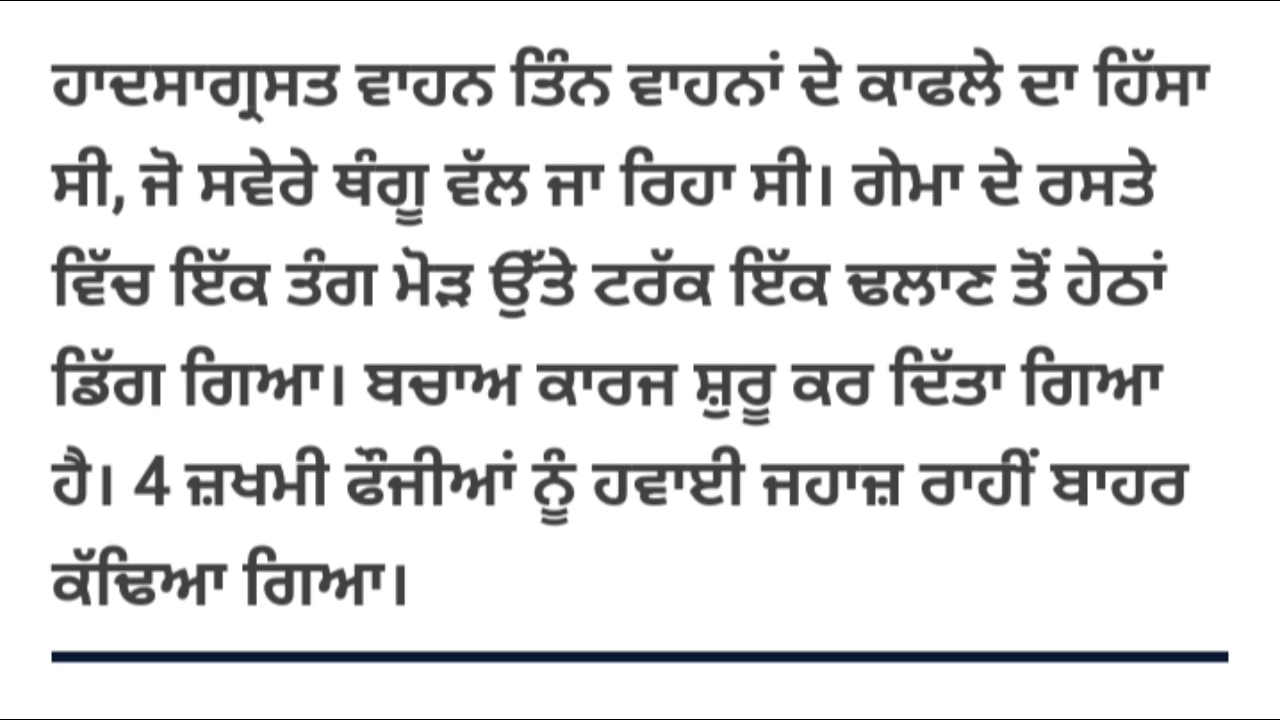 ਹਾਦਸਾਗ੍ਰਸਤ ਵਾਹਨ ਤਿੰਨ ਵਾਹਨਾਂ ਦੇ ਕਾਫਲੇ ਦਾ ਹਿੱਸਾ
ਸੀ, ਜੋ ਸਵੇਰੇ ਥੰਗੂ ਵੱਲ ਜਾ ਰਿਹਾ ਸੀ। ਗੇਮਾ ਦੇ ਰਸਤੇ
ਵਿੱਚ ਇੱਕ ਤੰਗ ਮੋੜ ਉੱਤੇ ਟਰੱਕ ਇੱਕ ਢਲਾਣ ਤੋਂ ਹੇਠਾਂ
ਡਿੱਗ ਗਿਆ। ਬਚਾਅ ਕਾਰਜ ਸ਼ੁਰੂ ਕਰ ਦਿੱਤਾ ਗਿਆ
ਹੈ। 4 ਜ਼ਖਮੀ ਫੌਜੀਆਂ ਨੂੰ ਹਵਾਈ ਜਹਾਜ਼ ਰਾਹੀਂ ਬਾਹਰ
ਕੱਢਿਆ ਗਿਆ।